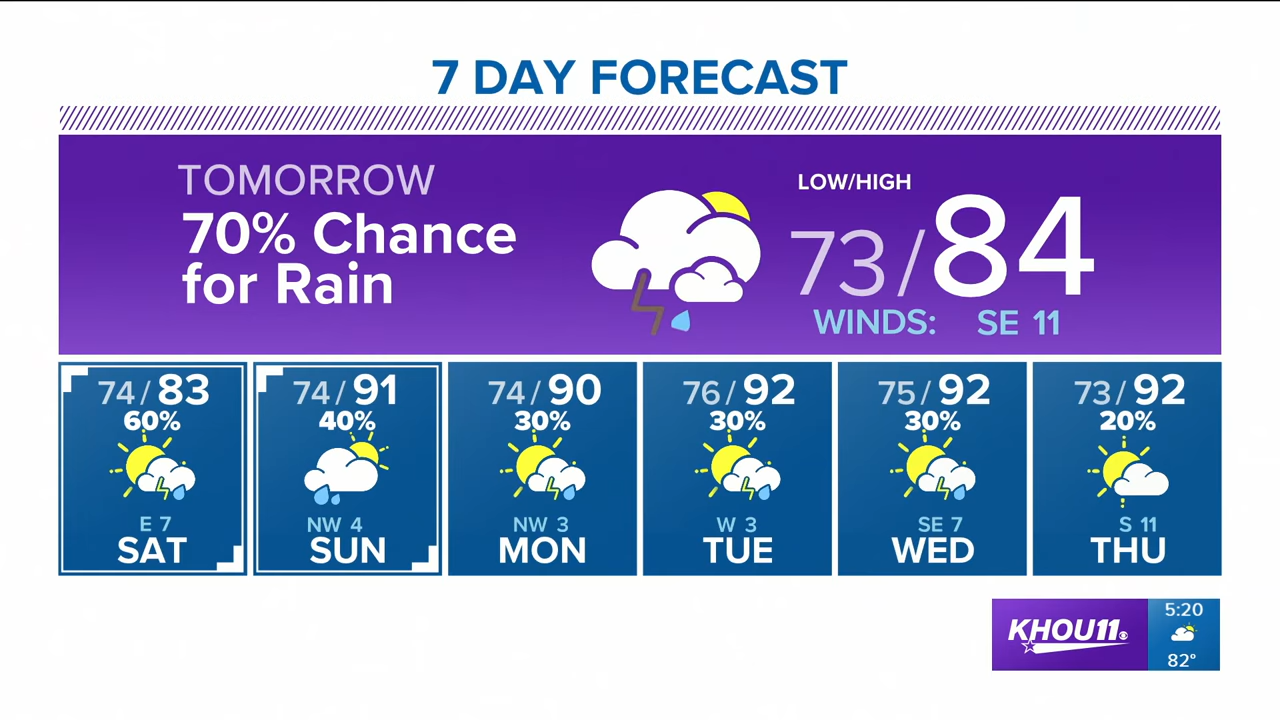 7 DAY FORECAST
TOMORROW
70% Chance
for Rain
LOW/HIGH
73/84
WINDS: SE 11
74/83
60%
E 7
SAT
74/91
40%
NW 4
SUN
74/90
30%
NW 3
MON
76/92
30%
W 3
TUE
75/92
30%
SE 7
WED
73/92
20%
S 11
THU
KHOU11
5:20
82°